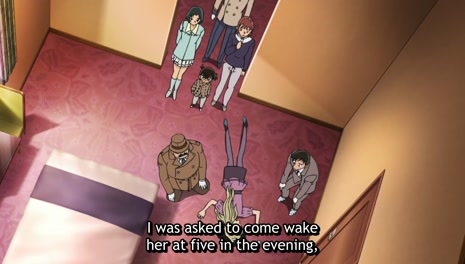 I was asked to come wake
her at five in the evening,